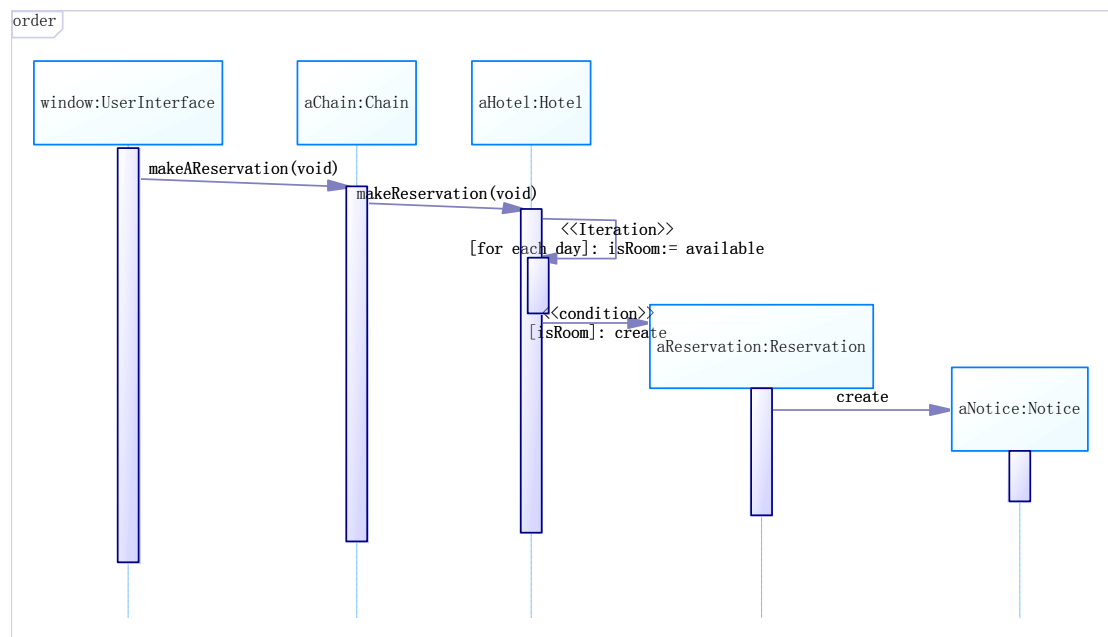 order
window:UserInterface
aChain:Chain
aHotel:Hotel
makeAReservation(void)
makeReservation(void)
<<Iteration>>
[for each day]: isRoom:= available
<<condition>>
[isRoom]: create
aReservation:Reservation
create
aNotice:Notice